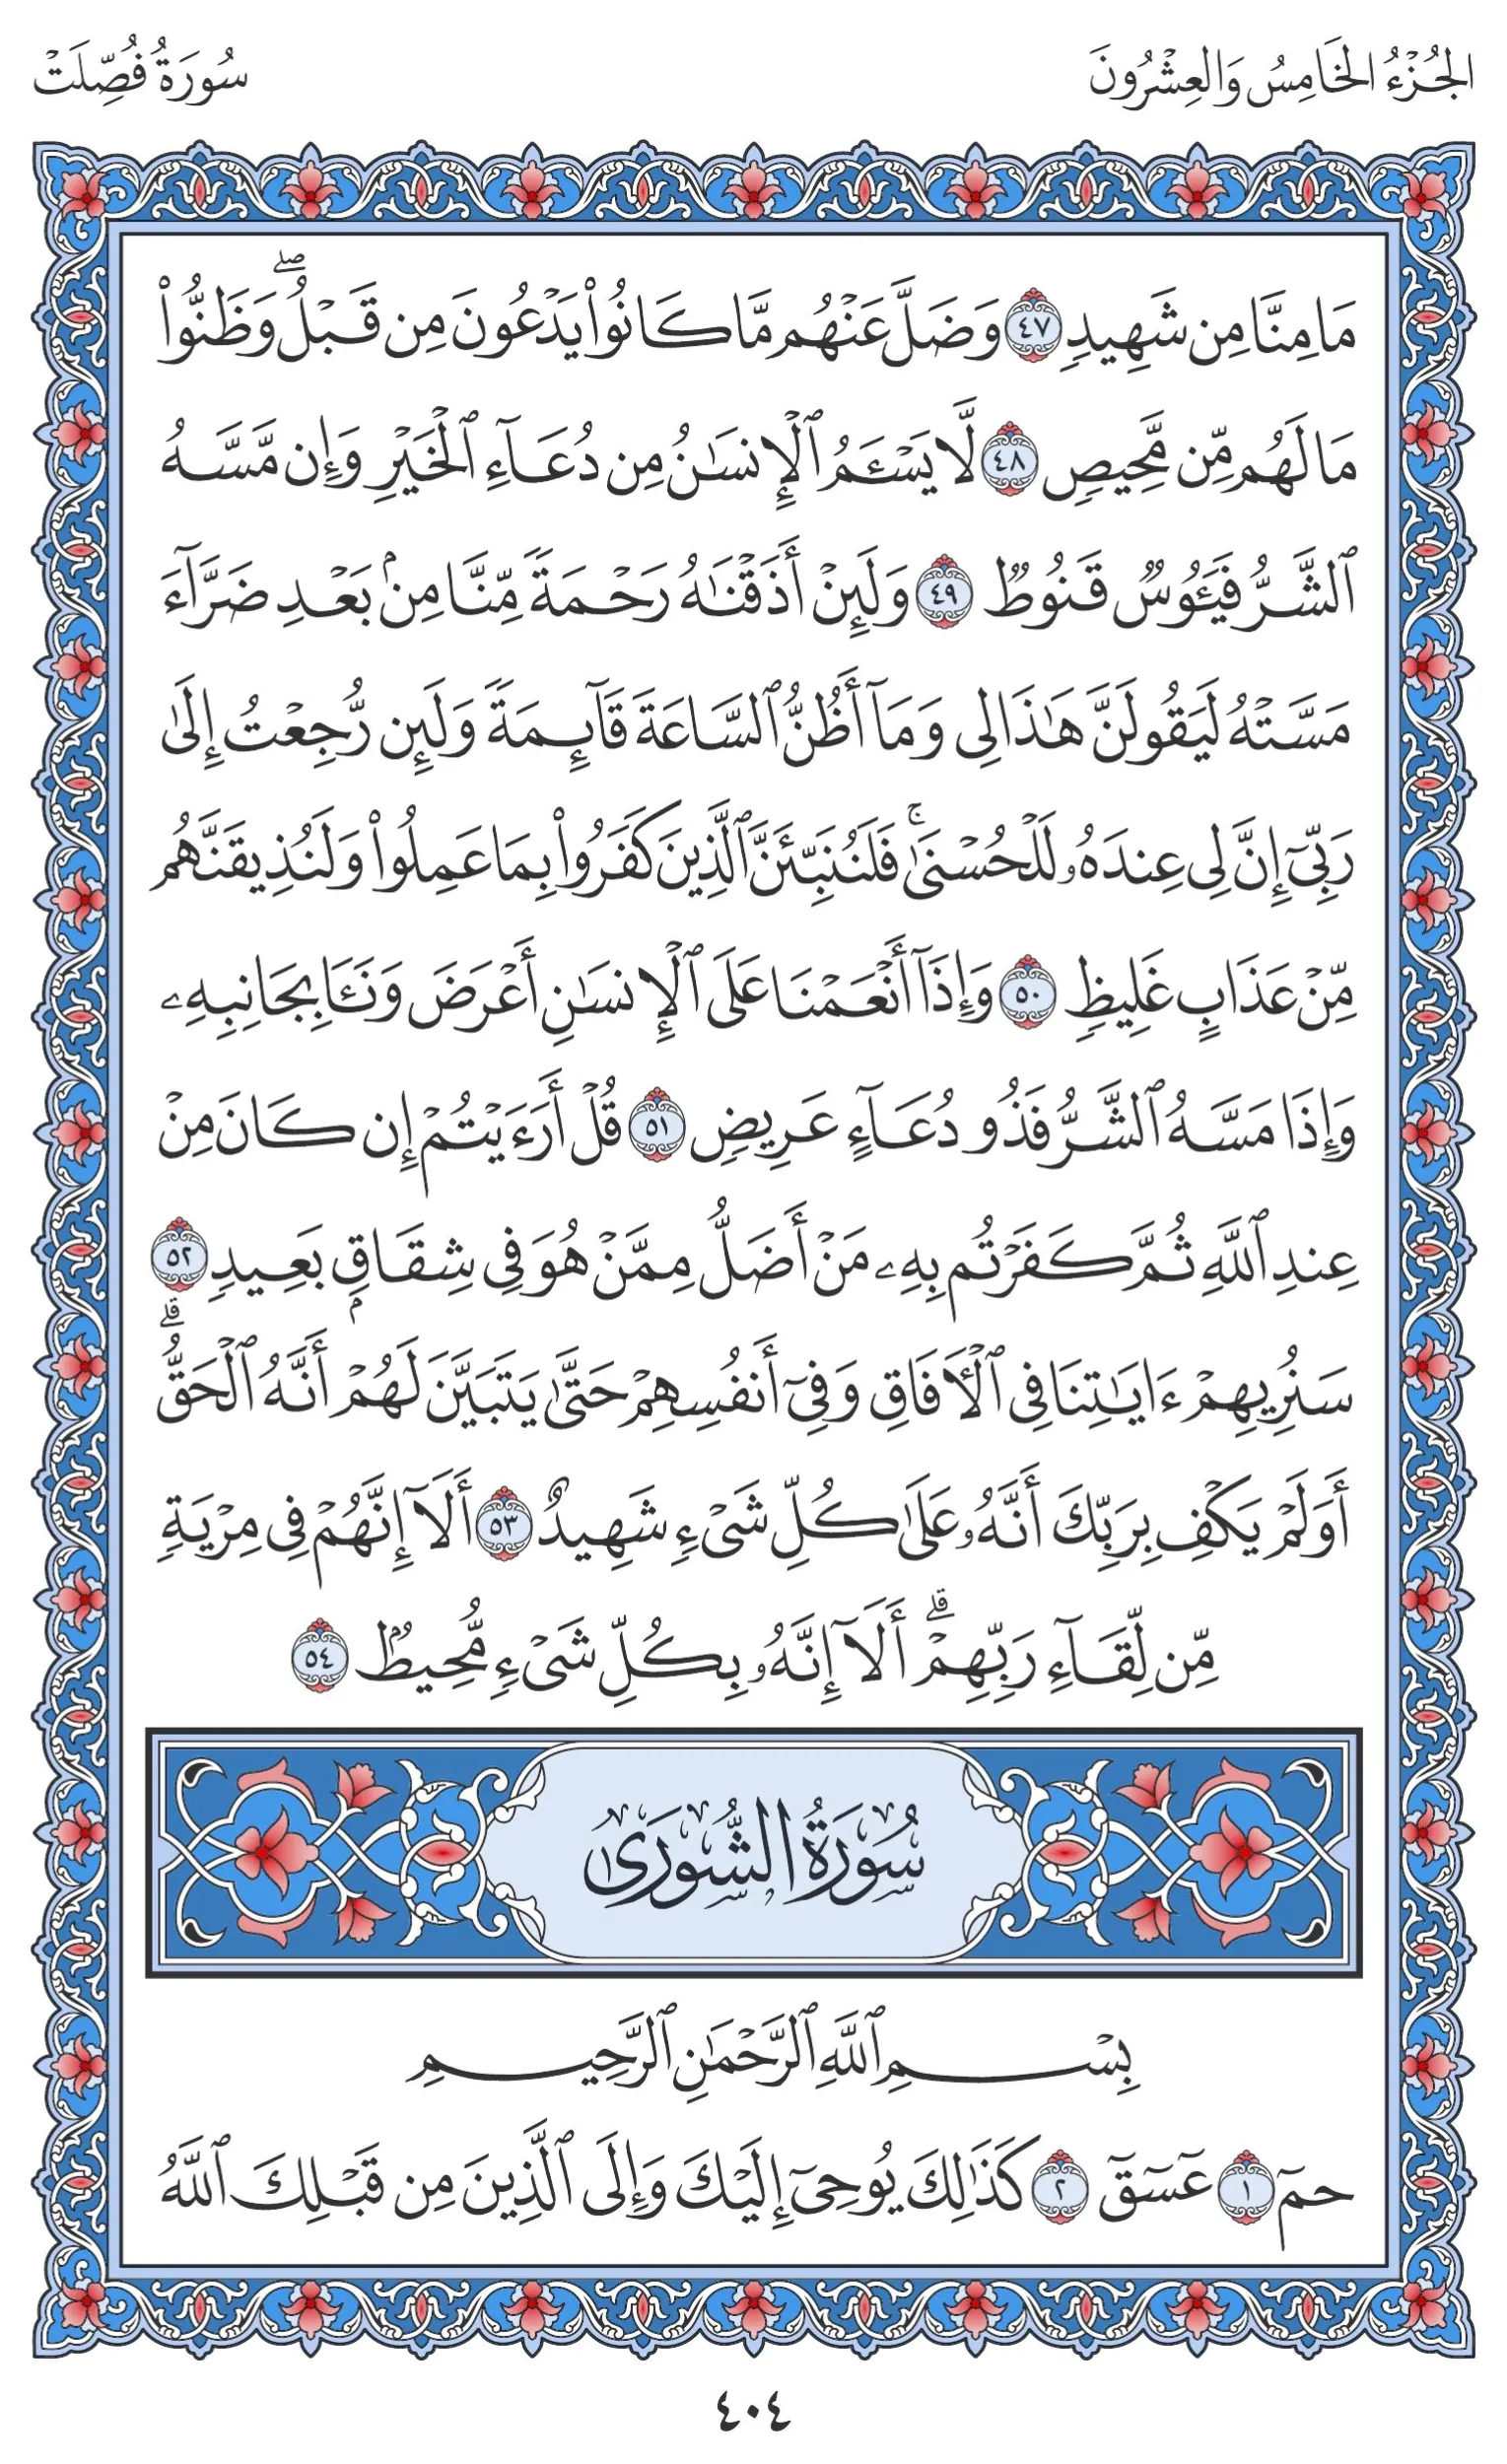 الجُزْءُ الخَامِسُ وَالعِشْرُونَ
سُورَةُ فُصِّلَتْ
مَا مِنَّا مِن شَهِيدٖ ٤٧ وَضَلَّ عَنۡهُم مَّا كَانُواْ يَدۡعُونَ مِن قَبۡلُۖ وَظَنُّواْ
مَا لَهُم مِّن مَّحِيصٖ ٤٨ لَّا يَسۡـَٔمُ ٱلۡإِنسَٰنُ مِن دُعَآءِ ٱلۡخَيۡرِ وَإِن مَّسَّهُ
ٱلشَّرُّ فَيَـُٔوسٞ قَنُوطٞ ٤٩ وَلَئِنۡ أَذَقۡنَٰهُ رَحۡمَةٗ مِّنَّا مِنۢ بَعۡدِ ضَرَّآءَ
مَسَّتۡهُ لَيَقُولَنَّ هَٰذَا لِي وَمَآ أَظُنُّ ٱلسَّاعَةَ قَآئِمَةٗ وَلَئِن رُّجِعۡتُ إِلَىٰ
رَبِّيٓ إِنَّ لِي عِندَهُۥ لَلۡحُسۡنَىٰۚ فَلَنُنَبِّئَنَّ ٱلَّذِينَ كَفَرُواْ بِمَا عَمِلُواْ وَلَنُذِيقَنَّهُم
مِّنۡ عَذَابٍ غَلِيظٖ ٥٠ وَإِذَآ أَنۡعَمۡنَا عَلَى ٱلۡإِنسَٰنِ أَعۡرَضَ وَنَـَٔا بِجَانِبِهِۦ
وَإِذَا مَسَّهُ ٱلشَّرُّ فَذُو دُعَآءٍ عَرِيضٖ ٥١ قُلۡ أَرَءَيۡتُمۡ إِن كَانَ مِنۡ
عِندِ ٱللَّهِ ثُمَّ كَفَرۡتُم بِهِۦ مَنۡ أَضَلُّ مِمَّنۡ هُوَ فِي شِقَاقِۭ بَعِيدٖ ٥٢
سَنُرِيهِمۡ ءَايَٰتِنَا فِي ٱلۡأٓفَاقِ وَفِيٓ أَنفُسِهِمۡ حَتَّىٰ يَتَبَيَّنَ لَهُمۡ أَنَّهُ ٱلۡحَقُّۗ
أَوَلَمۡ يَكۡفِ بِرَبِّكَ أَنَّهُۥ عَلَىٰ كُلِّ شَيۡءٖ شَهِيدٌ ٥٣ أَلَآ إِنَّهُمۡ فِي مِرۡيَةٖ
مِّن لِّقَآءِ رَبِّهِمۡۗ أَلَآ إِنَّهُۥ بِكُلِّ شَيۡءٖ مُّحِيطُۢ ٥٤
سُورَةُ الشُّورَىٰ
بِسۡمِ ٱللَّهِ ٱلرَّحۡمَٰنِ ٱلرَّحِيمِ
حمٓ ١ عٓسٓقٓ ٢ كَذَٰلِكَ يُوحِيٓ إِلَيۡكَ وَإِلَى ٱلَّذِينَ مِن قَبۡلِكَ ٱللَّهُ
٤٠٤